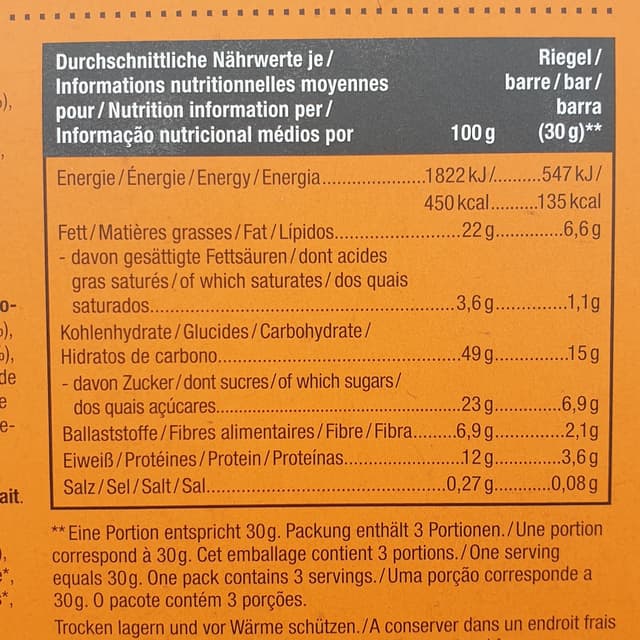 Durchschnittliche Nährwerte je/ Riegel/
Informations nutritionnelles moyennes barre/bar/
pour/Nutrition information per/ barra
Informação nutricional médios por 100 g (30 g)**
Energie/Énergie/Energy/Energia..................1822 kJ/.........547 kJ/
450 kcal..........135 kcal
Fett/Matières grasses/Fat/Lípidos.....................22 g..............6,6 g
- davon gesättigte Fettsäuren/dont acides
gras saturés/of which saturates/dos quais
saturados.................................................3,6 g..............1,1g
Kohlenhydrate/Glucides/Carbohydrate/
Hidratos de carbono......................................49 g...............15 g
- davon Zucker/dont sucres/of which sugars/
dos quais açúcares.......................................23 g..............6,9 g
Ballaststoffe/Fibres alimentaires/Fibre/Fibra.......6,9 g..............2,1g
Eiweiß/Protéines/Protein/Proteínas...................12 g..............3,6 g
Salz/Sel/Salt/Sal.......................................0,27 g............0,08 g
**Eine Portion entspricht 30g. Packung enthält 3 Portionen./Une portion
correspond à 30g. Cet emballage contient 3 portions./One serving
equals 30g. One pack contains 3 servings./Uma porção corresponde a
30g. O pacote contém 3 porções.
Trocken lagern und vor Wärme schützen./A conserver dans un endroit frais
de
ait.